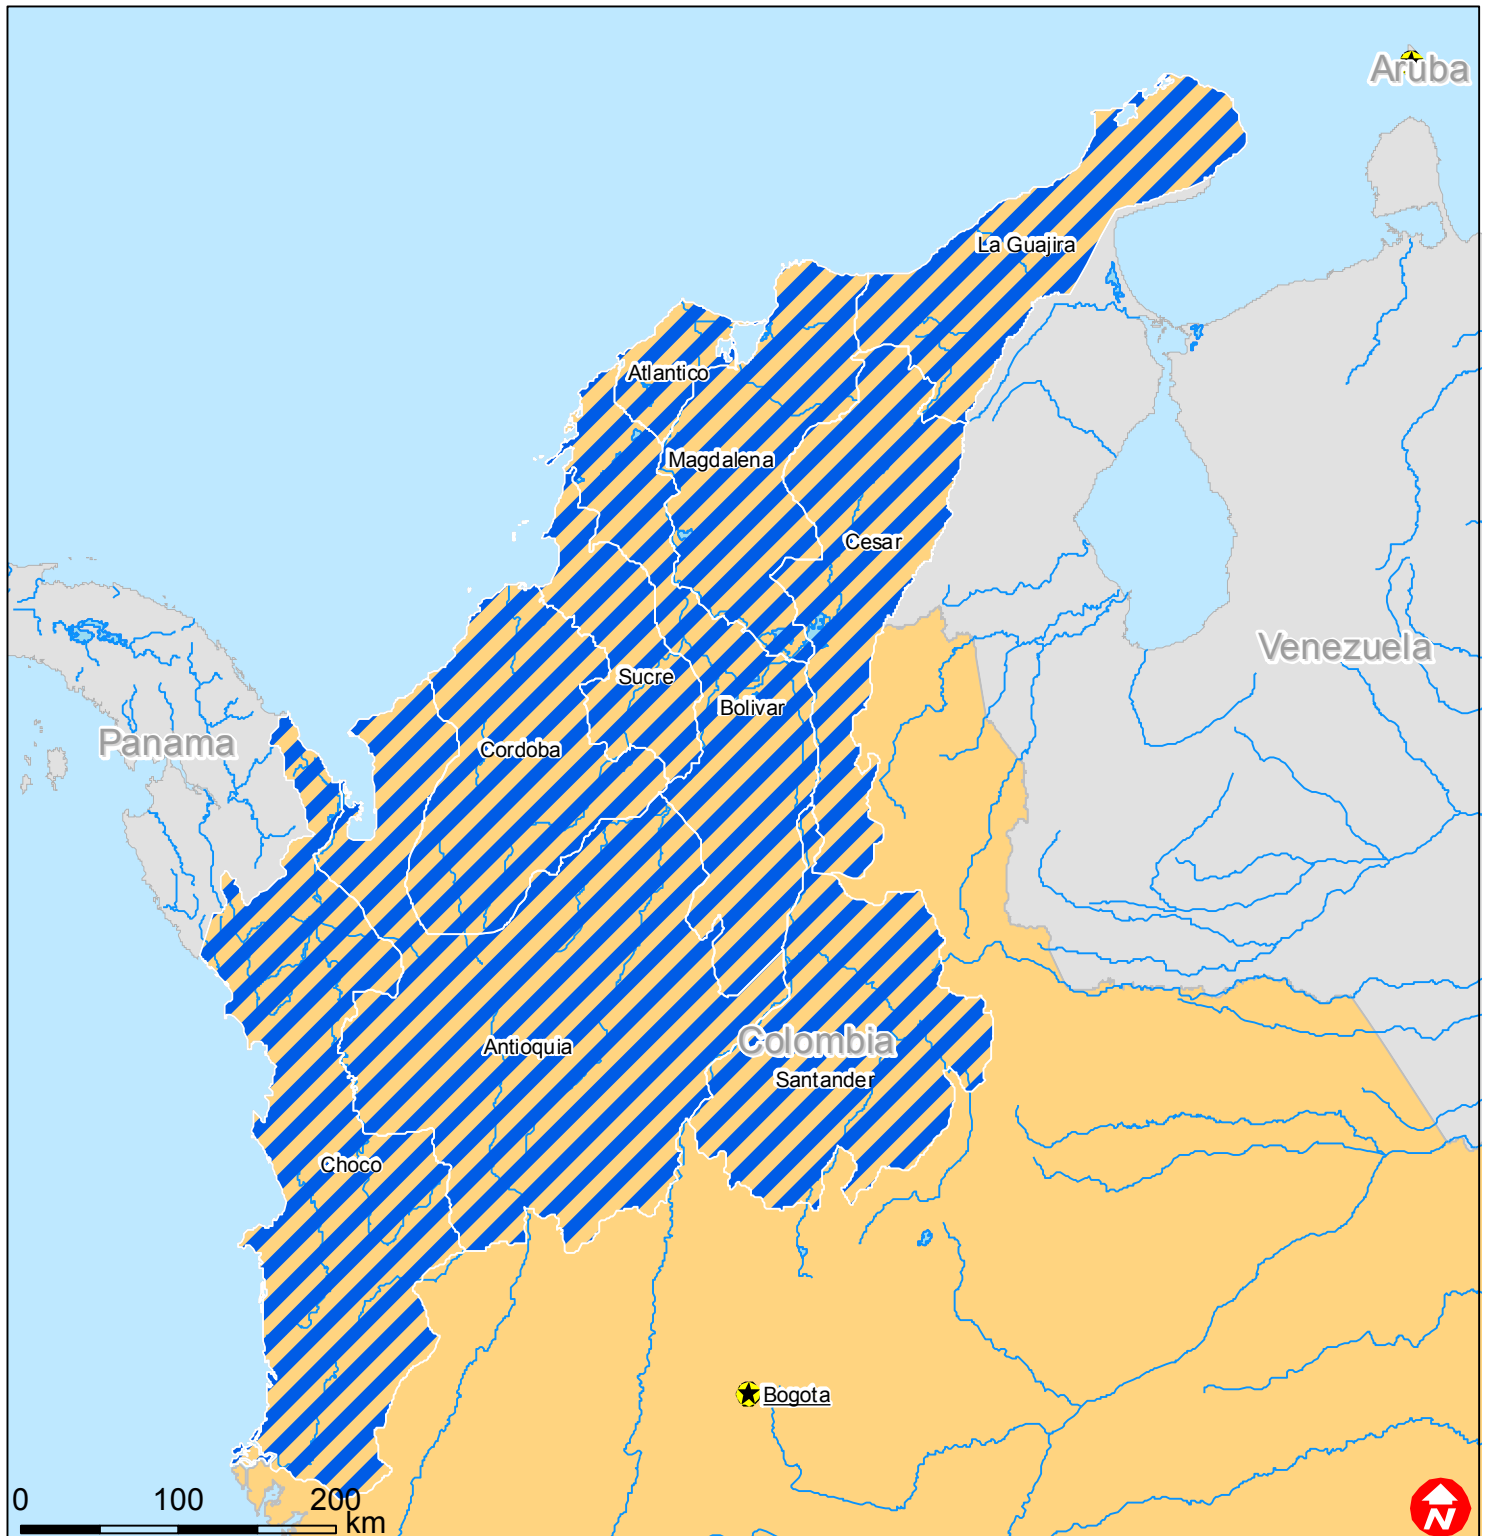 Aruba
La Guajira
Atlantico
Magdalena
Cesar
Venezuela
Sucre
Bolivar
Panama
Cordoba
Colombia
Antioquia
Santander
Choco
Bogota
0 100 200
km
N